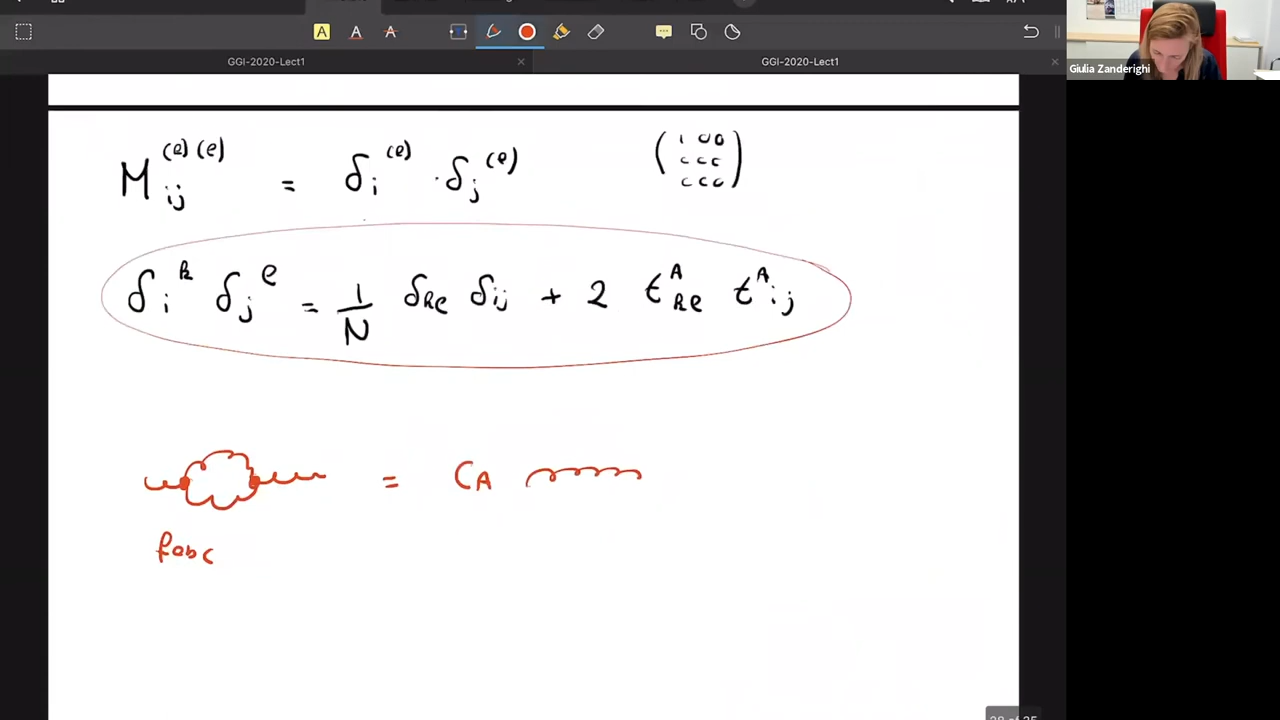 GGI-2020-Lect1
GGI-2020-Lect1
Giulia Zanderighi
M_{ij}^{(e)(e)} = δ_i^{(e)} · δ_j^{(e)}
δ_i^k δ_j^e = 1/N δ_{ke} δ_{ij} + 2 t^A_{ke} t^A_{ij}
= C_A
f_{abc}